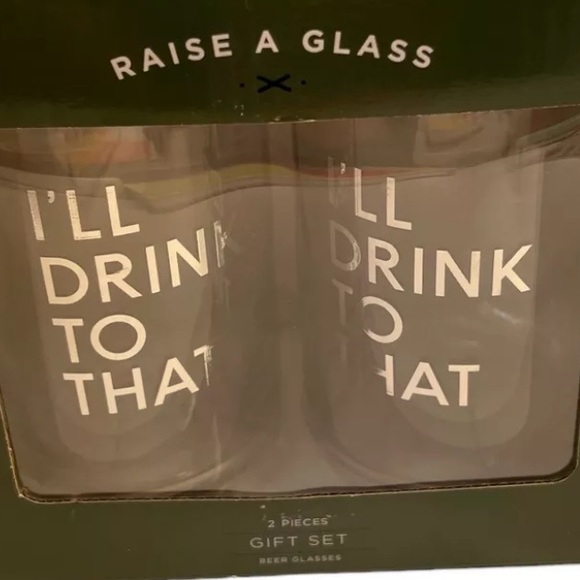 RAISE A GLASS
I'LL
DRINK
TO
THAT
I'LL
DRINK
TO
THAT
2 PIECES
GIFT SET
BEER GLASSES